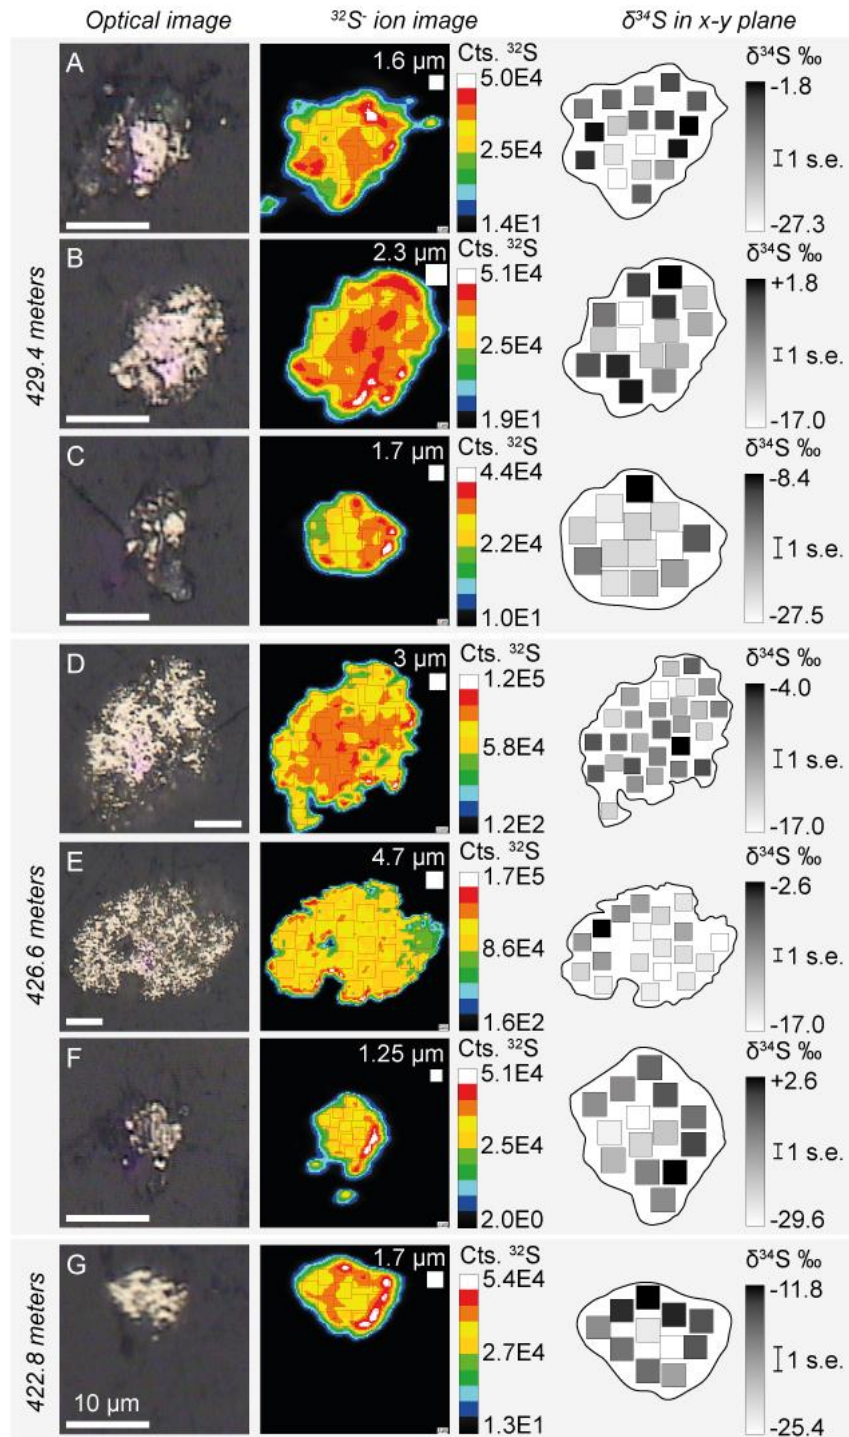 Optical image
³²S⁻ ion image
δ³⁴S in x-y plane
429.4 meters
A
1.6 µm
Cts. ³²S
5.0E4
2.5E4
1.4E1
δ³⁴S ‰
-1.8
1 s.e.
-27.3
B
2.3 µm
Cts. ³²S
5.1E4
2.5E4
1.9E1
δ³⁴S ‰
+1.8
1 s.e.
-17.0
C
1.7 µm
Cts. ³²S
4.4E4
2.2E4
1.0E1
δ³⁴S ‰
-8.4
1 s.e.
-27.5
426.6 meters
D
3 µm
Cts. ³²S
1.2E5
5.8E4
1.2E2
δ³⁴S ‰
-4.0
1 s.e.
-17.0
E
4.7 µm
Cts. ³²S
1.7E5
8.6E4
1.6E2
δ³⁴S ‰
-2.6
1 s.e.
-17.0
F
1.25 µm
Cts. ³²S
5.1E4
2.5E4
2.0E0
δ³⁴S ‰
+2.6
1 s.e.
-29.6
422.8 meters
G
10 µm
1.7 µm
Cts. ³²S
5.4E4
2.7E4
1.3E1
δ³⁴S ‰
-11.8
1 s.e.
-25.4